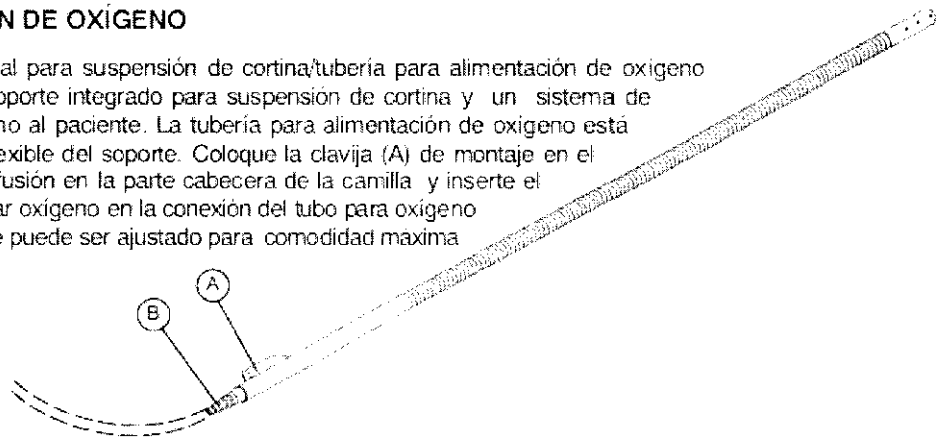 N DE OXÍGENO
al para suspensión de cortina/tubería para alimentación de oxígeno
oporte integrado para suspensión de cortina y un sistema de
no al paciente. La tubería para alimentación de oxígeno está
exible del soporte. Coloque la clavija (A) de montaje en el
fusión en la parte cabecera de la camilla y inserte el
ar oxígeno en la conexión del tubo para oxígeno
e puede ser ajustado para comodidad máxima
A
B